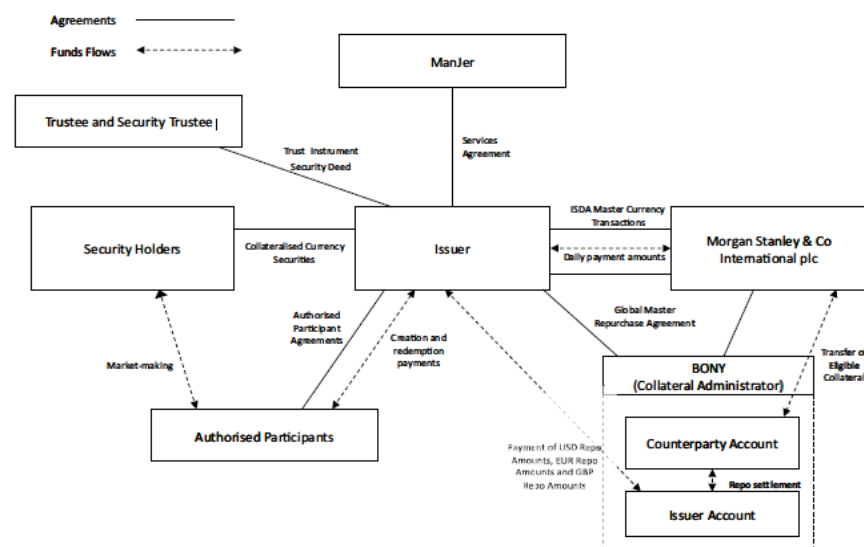 Agreements
Funds Flows
ManJer
Trustee and Security Trustee
Trust Instrument
Security Deed
Services
Agreement
Security Holders
Collateralised Currency
Securities
Issuer
ISDA Master Currency
Transactions
Daily payment amounts
Morgan Stanley & Co
International plc
Authorised
Participant
Agreements
Creation and
redemption
payments
Global Master
Repurchase Agreement
Market-making
BONY
(Collateral Administrator)
Transfer of
Eligible
Collateral
Authorised Participants
Payment of USD Repo
Amounts, EUR Repo
Amounts and GBP
Repo Amounts
Counterparty Account
Repo settlement
Issuer Account